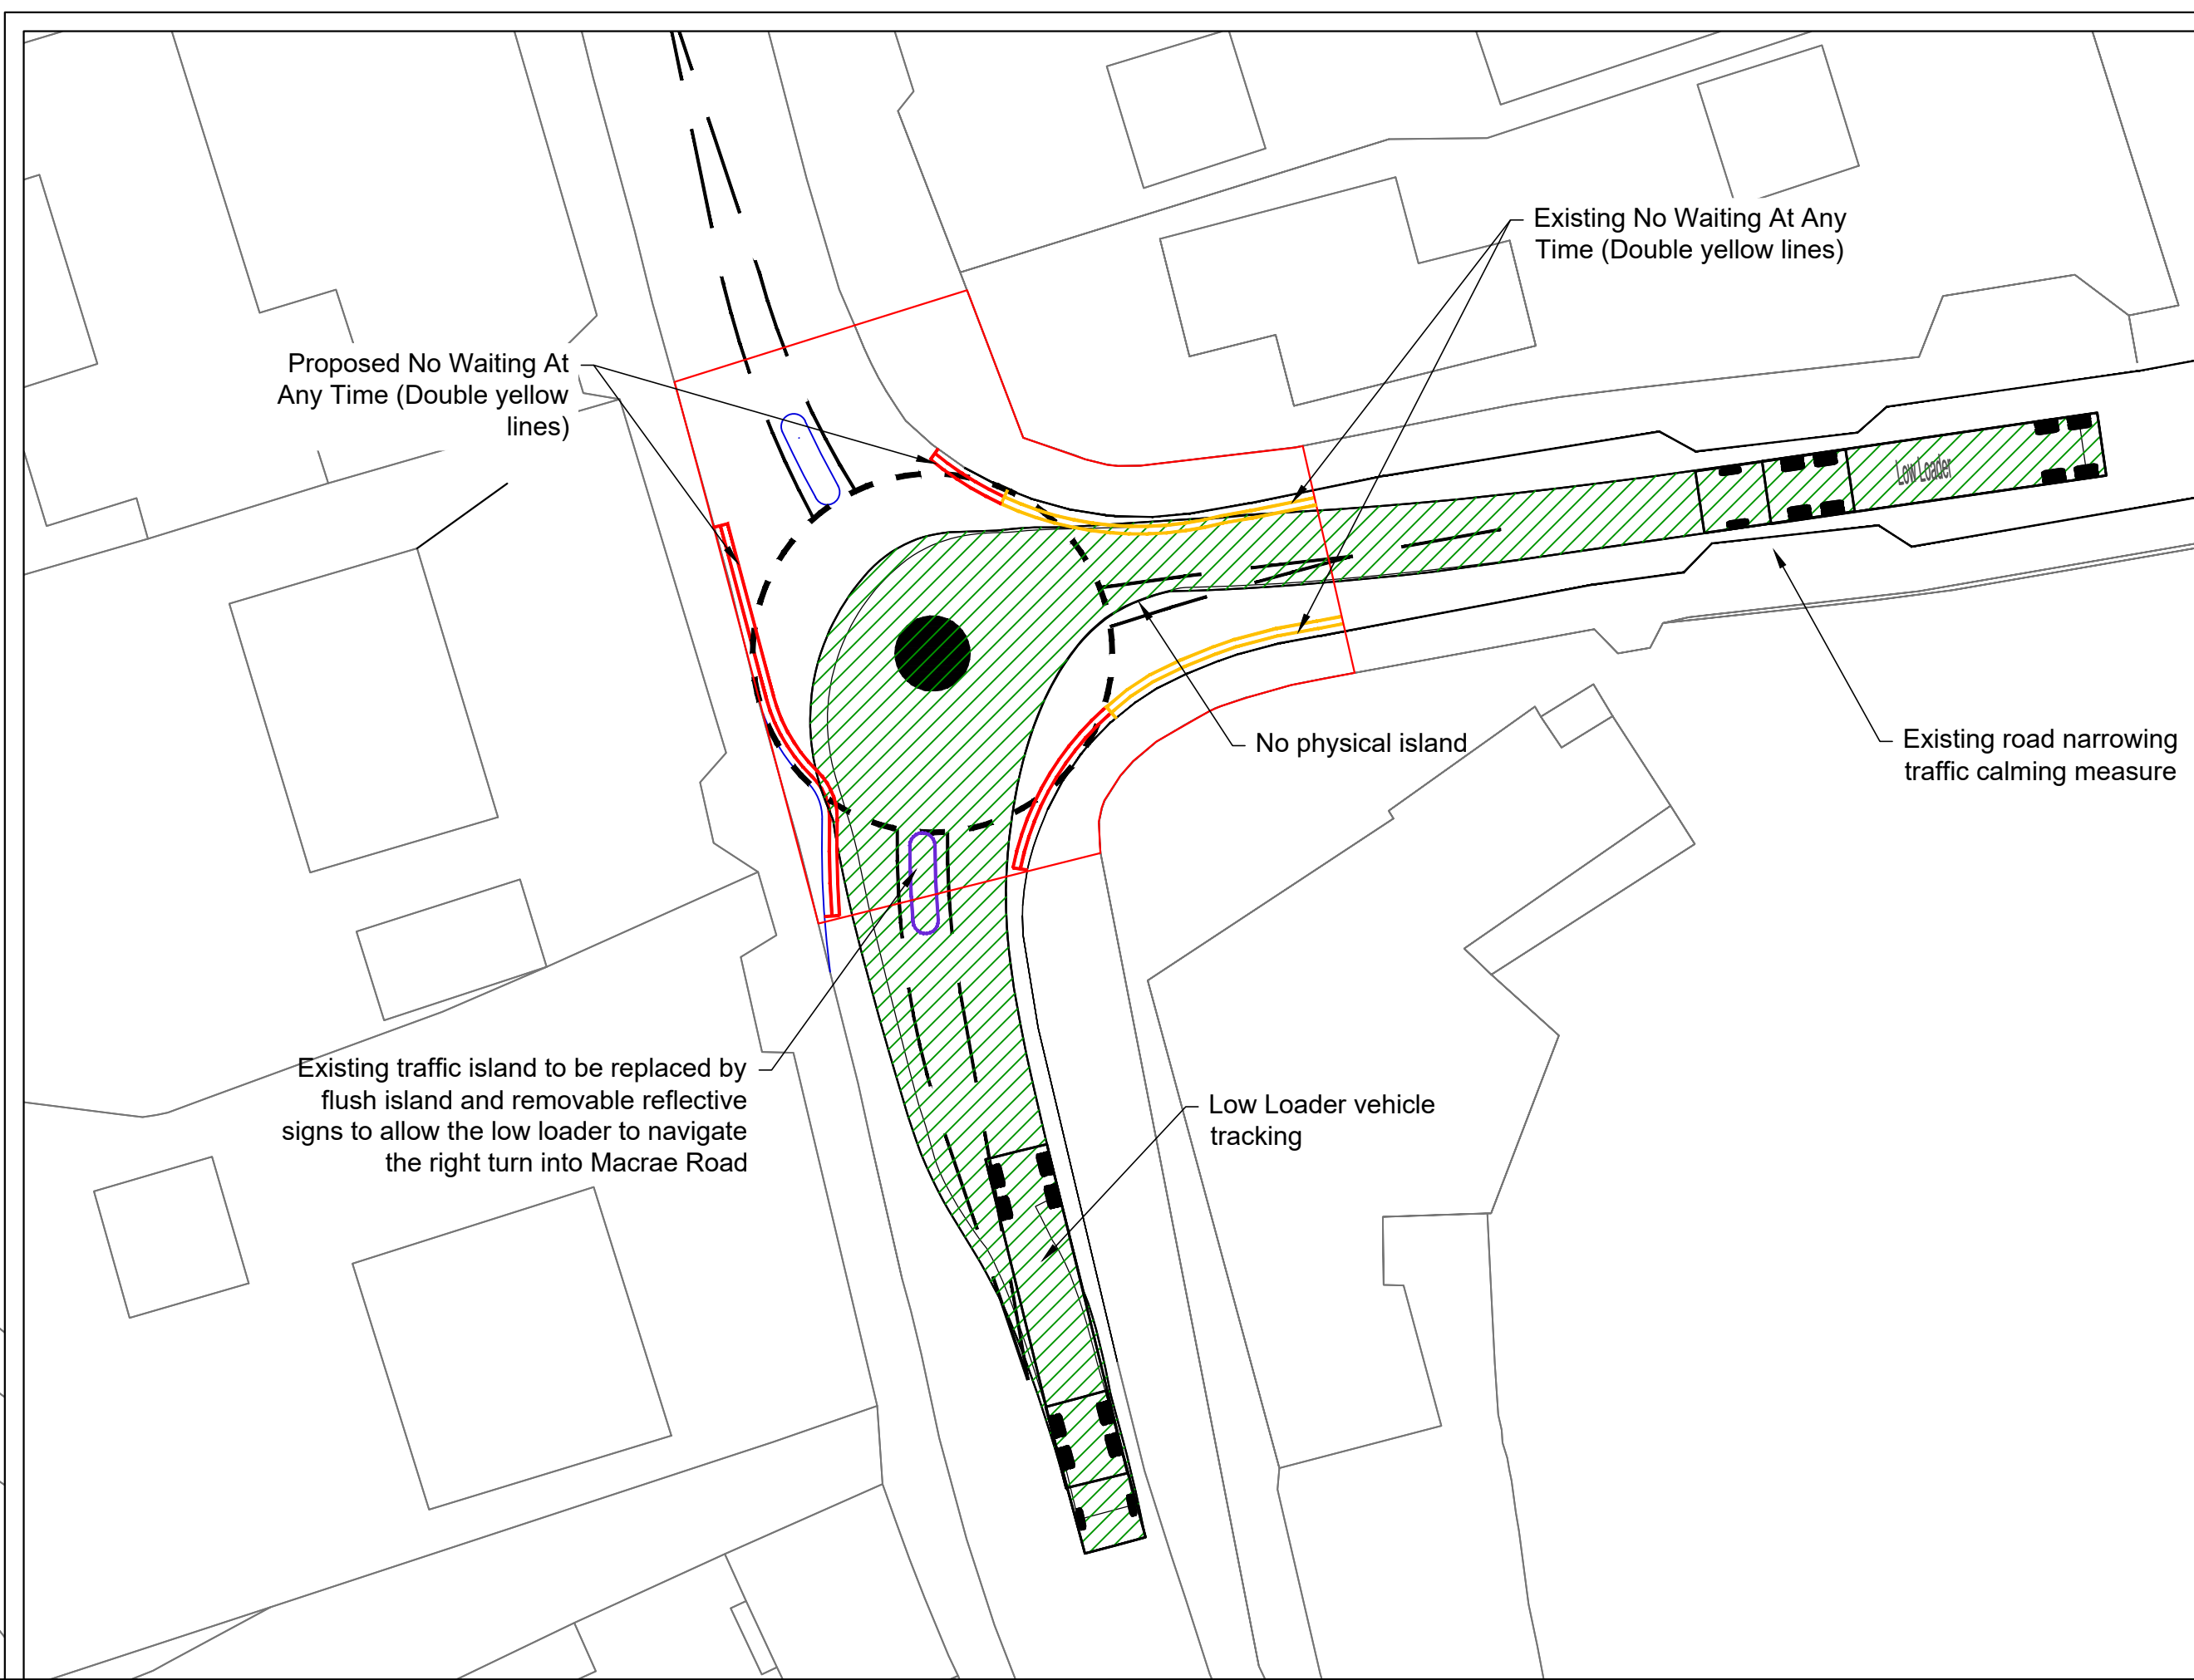 Existing No Waiting At Any
Time (Double yellow lines)
Proposed No Waiting At
Any Time (Double yellow
lines)
Low Loader
No physical island
Existing road narrowing
traffic calming measure
Existing traffic island to be replaced by
flush island and removable reflective
signs to allow the low loader to navigate
the right turn into Macrae Road
Low Loader vehicle
tracking